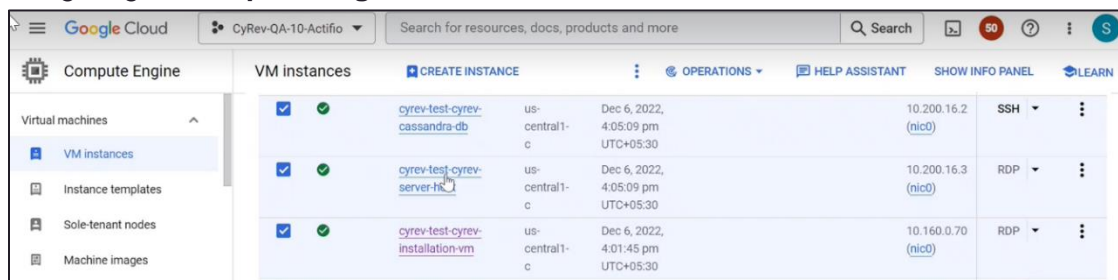 Google Cloud
CyRev-QA-10-Actifio
Search for resources, docs, products and more
Search
50
S
Compute Engine
VM instances
CREATE INSTANCE
OPERATIONS
HELP ASSISTANT
SHOW INFO PANEL
LEARN
Virtual machines
VM instances
Instance templates
Sole-tenant nodes
Machine images
cyrev-test-cyrev-
cassandra-db
us-
central1-
c
Dec 6, 2022,
4:05:09 pm
UTC+05:30
10.200.16.2
(nic0)
SSH
cyrev-test-cyrev-
us-
central1-
c
Dec 6, 2022,
4:05:09 pm
UTC+05:30
10.200.16.3
(nic0)
RDP
cyrev-test-cyrev-
installation-vm
us-
central1-
c
Dec 6, 2022,
4:01:45 pm
UTC+05:30
10.160.0.70
(nic0)
RDP